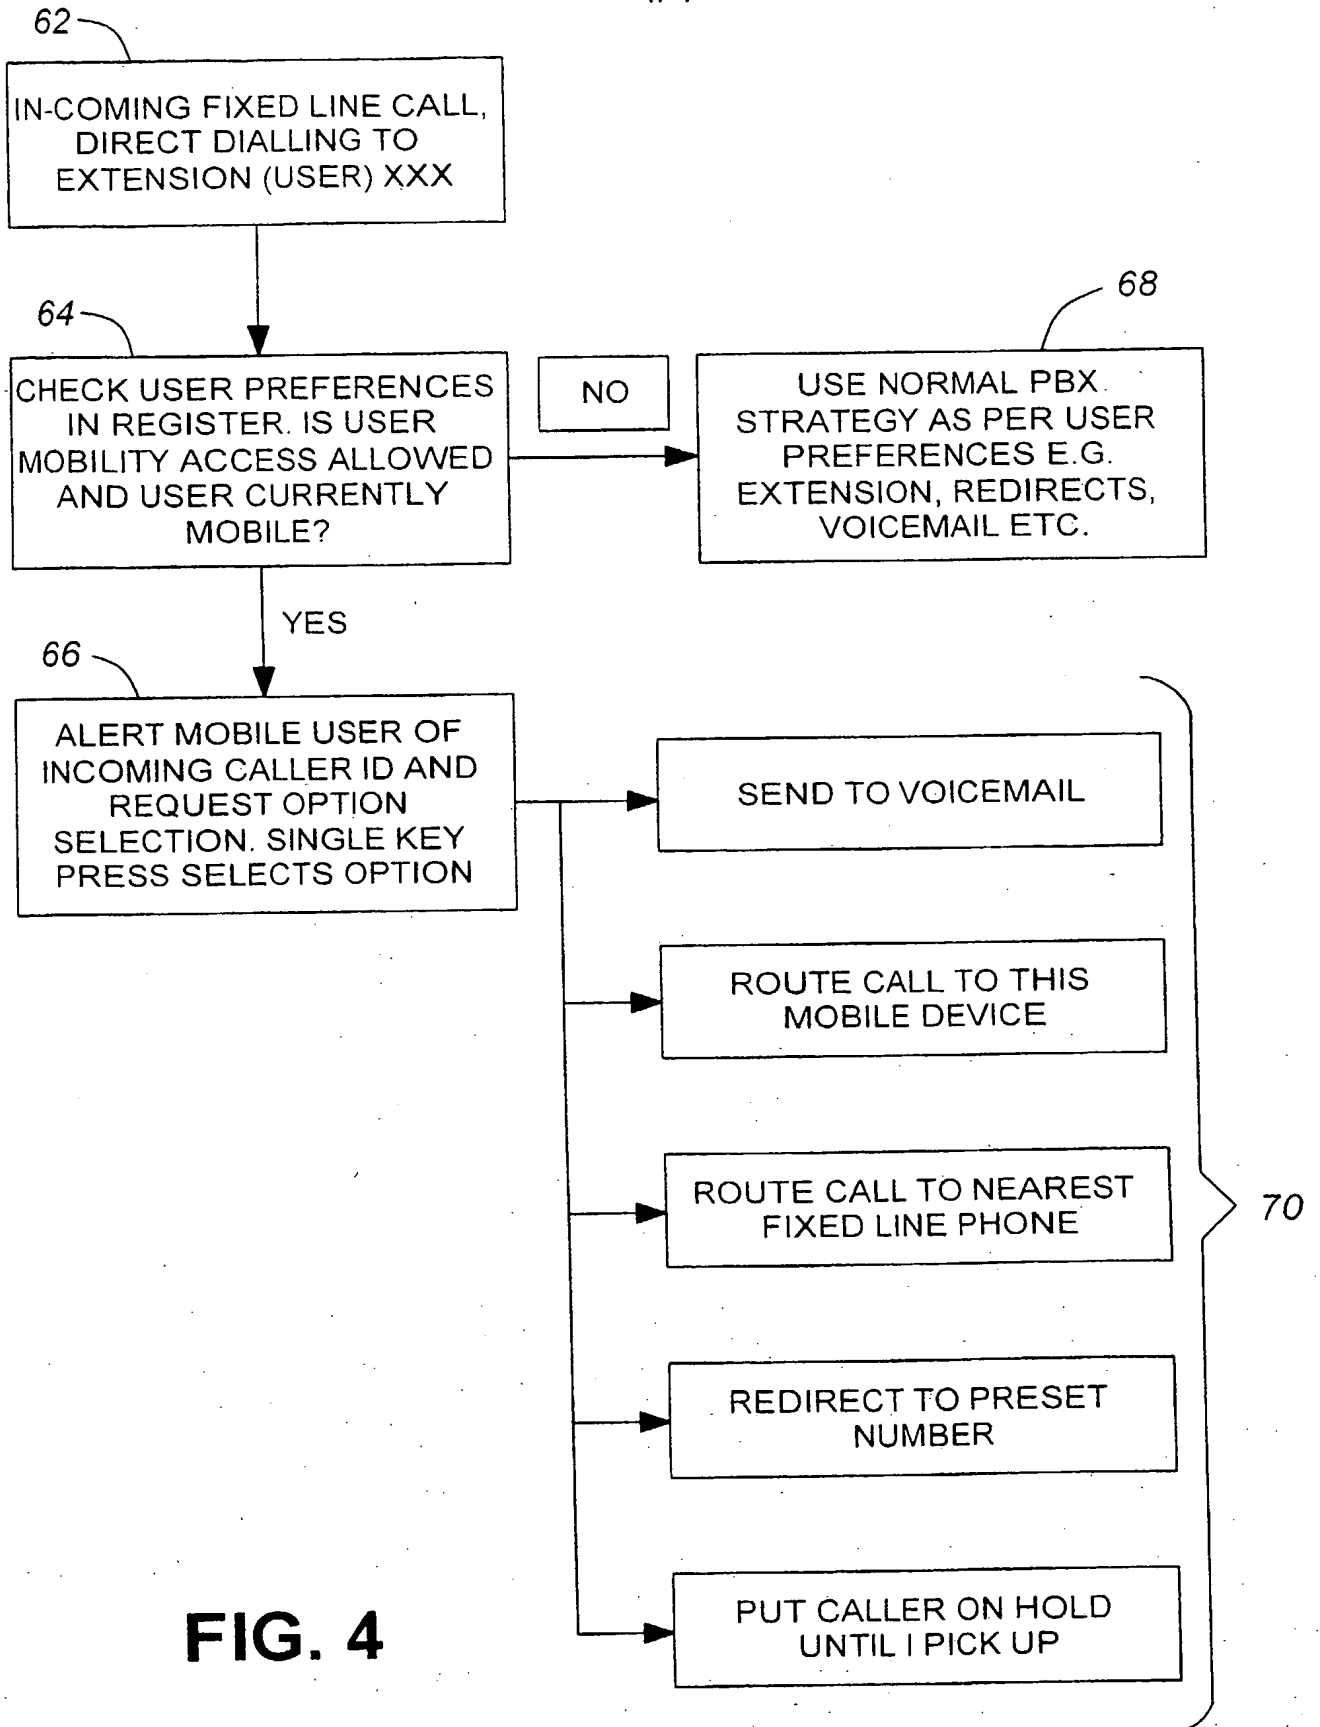 62
IN-COMING FIXED LINE CALL,
DIRECT DIALLING TO
EXTENSION (USER) XXX
64
CHECK USER PREFERENCES
IN REGISTER. IS USER
MOBILITY ACCESS ALLOWED
AND USER CURRENTLY
MOBILE?
NO
68
USE NORMAL PBX
STRATEGY AS PER USER
PREFERENCES E.G.
EXTENSION, REDIRECTS,
VOICEMAIL ETC.
YES
66
ALERT MOBILE USER OF
INCOMING CALLER ID AND
REQUEST OPTION
SELECTION. SINGLE KEY
PRESS SELECTS OPTION
SEND TO VOICEMAIL
ROUTE CALL TO THIS
MOBILE DEVICE
ROUTE CALL TO NEAREST
FIXED LINE PHONE
70
REDIRECT TO PRESET
NUMBER
PUT CALLER ON HOLD
UNTIL I PICK UP
FIG. 4